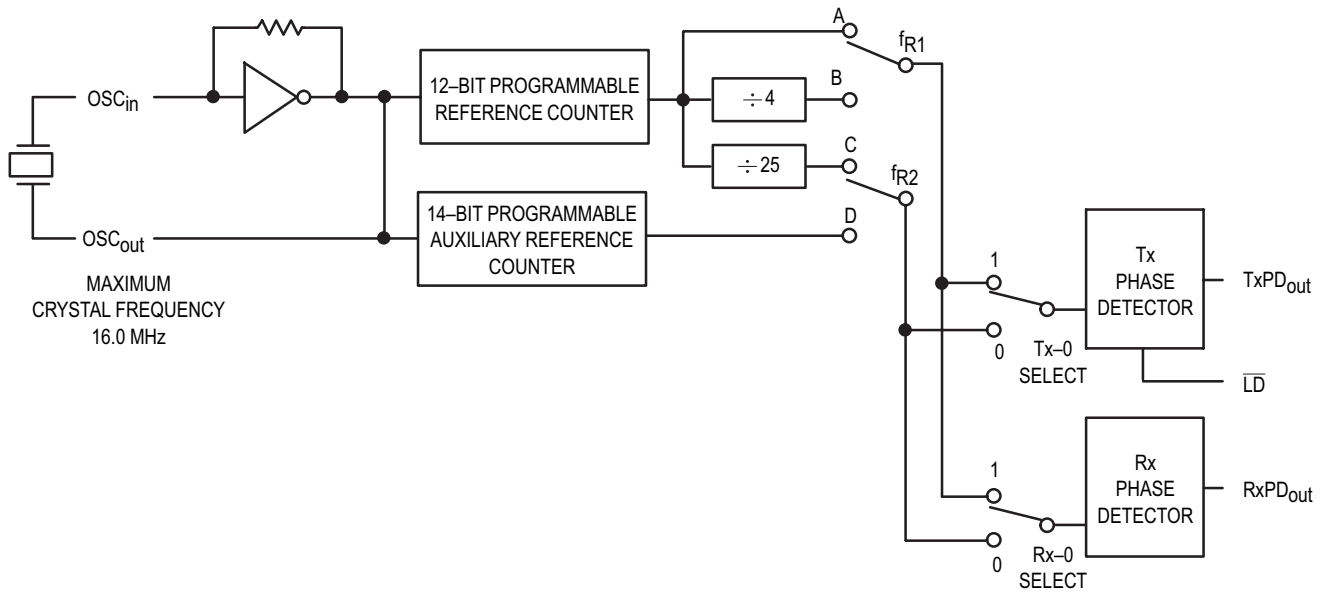 OSCin
12–BIT PROGRAMMABLE
REFERENCE COUNTER
A
fR1
B
÷ 4
C
÷ 25
fR2
D
OSCout
14–BIT PROGRAMMABLE
AUXILIARY REFERENCE
COUNTER
MAXIMUM
CRYSTAL FREQUENCY
16.0 MHz
1
0
Tx–0
SELECT
Tx
PHASE
DETECTOR
TxPDout
LD
1
0
Rx–0
SELECT
Rx
PHASE
DETECTOR
RxPDout